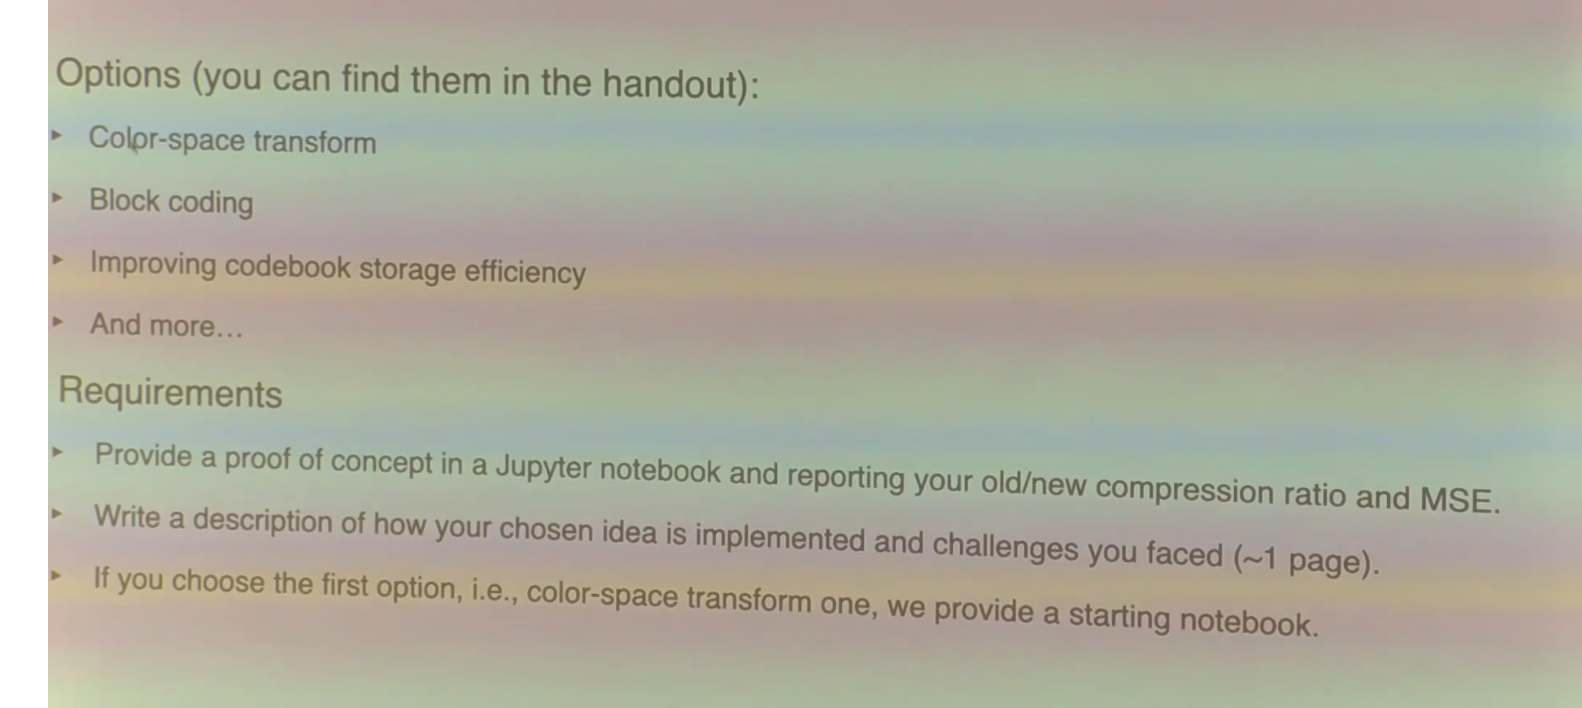 Options (you can find them in the handout):
▸ Color-space transform
▸ Block coding
▸ Improving codebook storage efficiency
▸ And more...
Requirements
▸ Provide a proof of concept in a Jupyter notebook and reporting your old/new compression ratio and MSE.
▸ Write a description of how your chosen idea is implemented and challenges you faced (~1 page).
▸ If you choose the first option, i.e., color-space transform one, we provide a starting notebook.